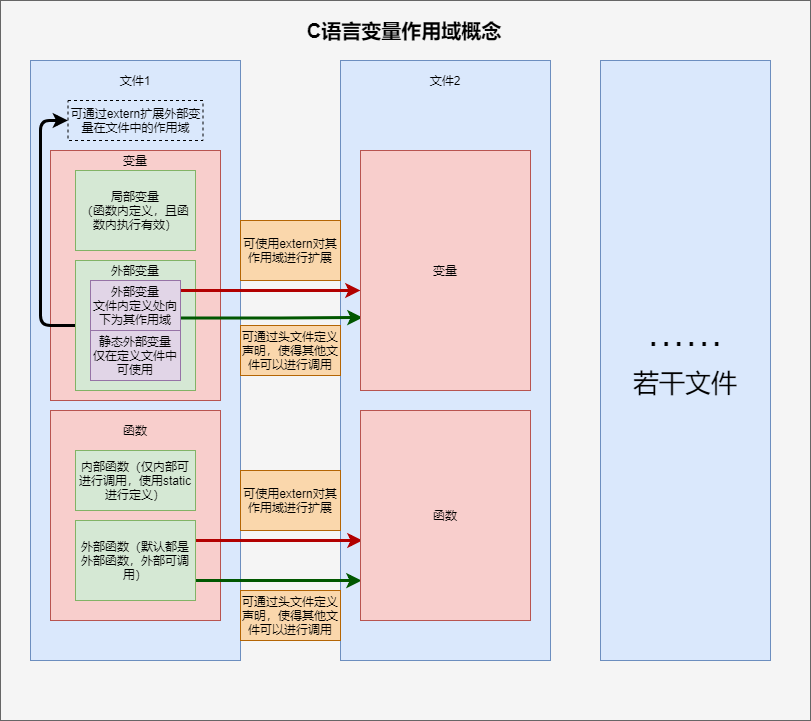 C语言变量作用域概念
文件1
可通过extern扩展外部变
量在文件中的作用域
变量
局部变量
（函数内定义，且函
数内执行有效）
外部变量
外部变量
文件内定义处向
下为其作用域
静态外部变量
仅在定义文件中
可使用
函数
内部函数（仅内部可
进行调用，使用static
进行定义）
外部函数（默认都是
外部函数，外部可调
用）
可使用extern对其
作用域进行扩展
可通过头文件定义
声明，使得其他文
件可以进行调用
可使用extern对其
作用域进行扩展
可通过头文件定义
声明，使得其他文
件可以进行调用
文件2
变量
函数
······
若干文件